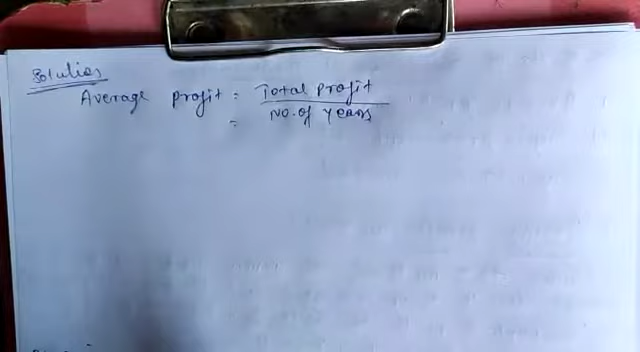 Solution
Average profit = Total profit / No. of years
=